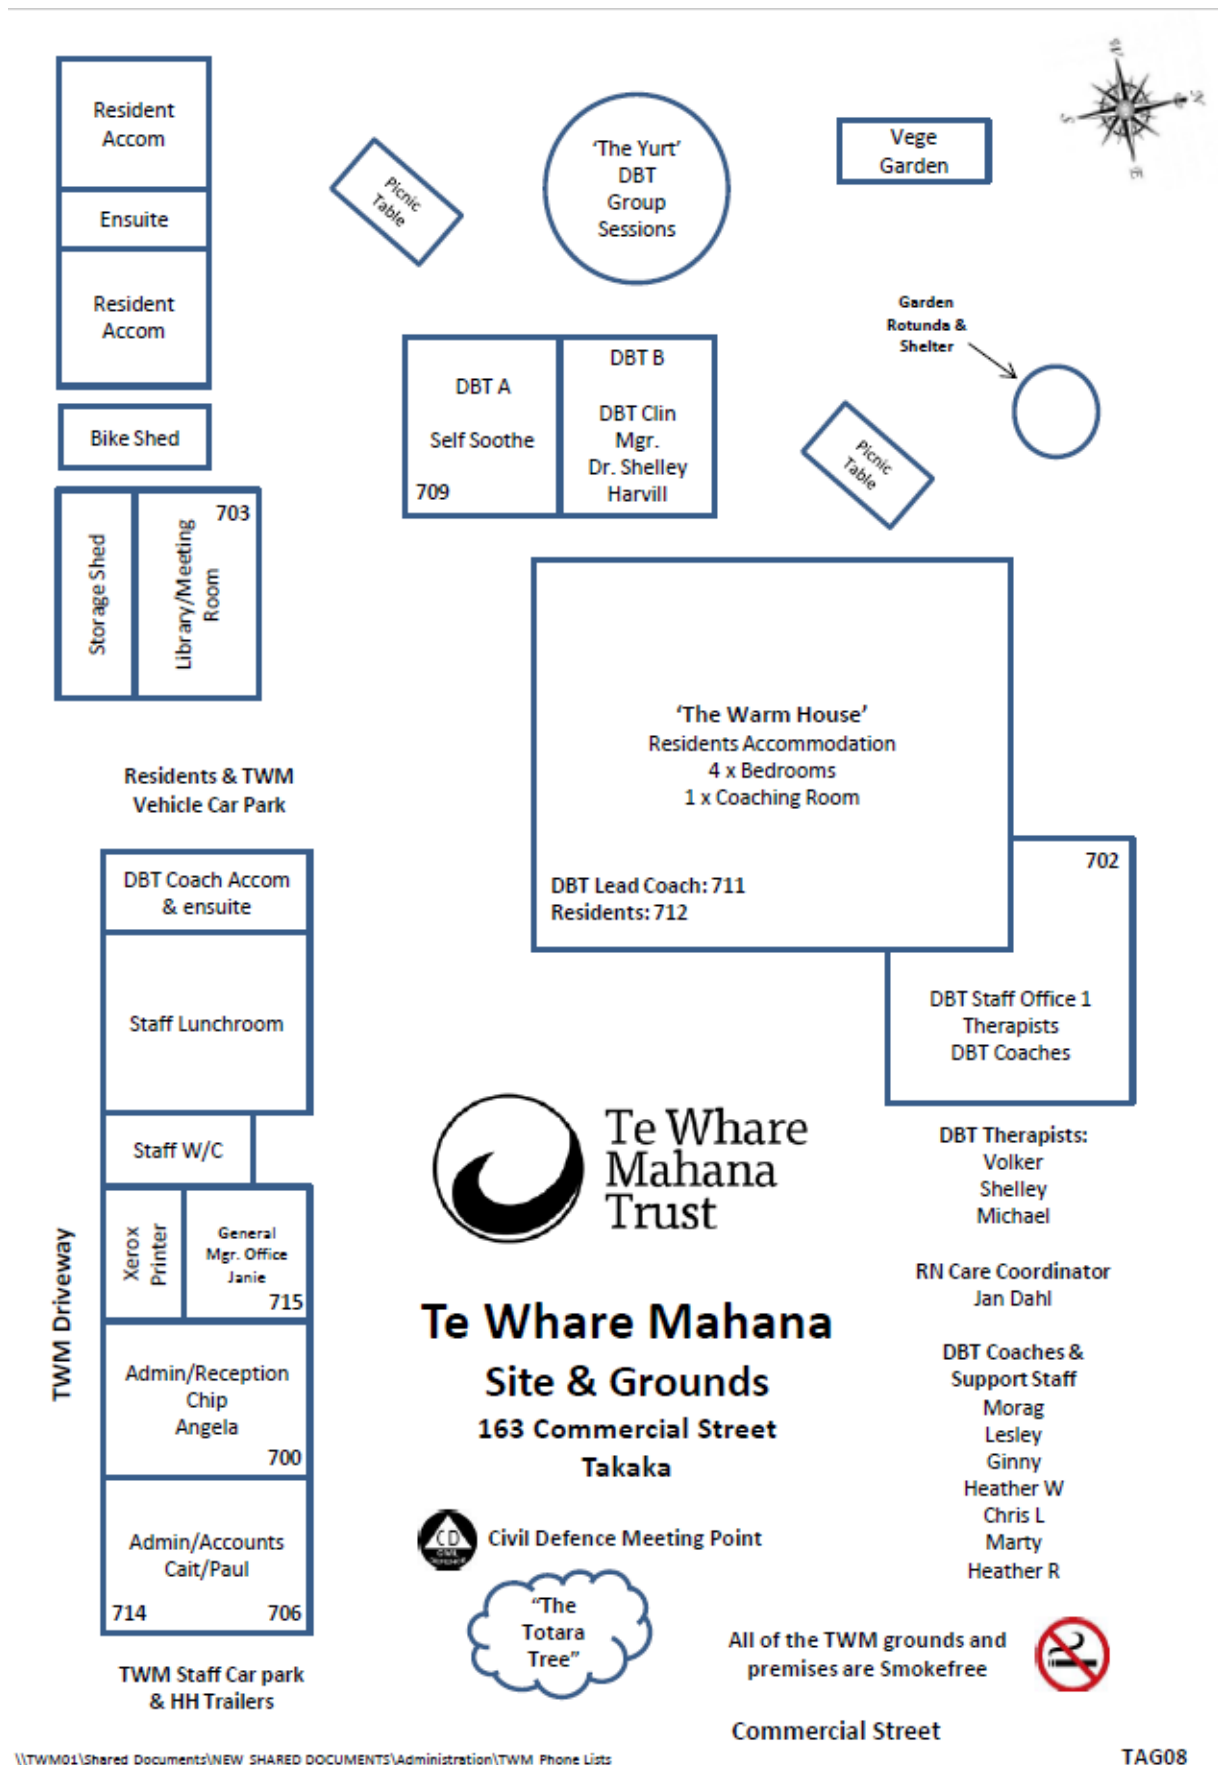 Resident
Accom
Ensuite
Resident
Accom
Bike Shed
Picnic
Table
'The Yurt'
DBT
Group
Sessions
Vege
Garden
W
N
S
E
Garden
Rotunda &
Shelter
DBT A
Self Soothe
709
DBT B
DBT Clin
Mgr.
Dr. Shelley
Harvill
Picnic
Table
Storage Shed
Library/Meeting
Room
703
'The Warm House'
Residents Accommodation
4 x Bedrooms
1 x Coaching Room
DBT Lead Coach: 711
Residents: 712
Residents & TWM
Vehicle Car Park
702
DBT Staff Office 1
Therapists
DBT Coaches
DBT Coach Accom
& ensuite
Staff Lunchroom
Staff W/C
Xerox
Printer
General
Mgr. Office
Janie
715
TWM Driveway
Admin/Reception
Chip
Angela
700
Admin/Accounts
Cait/Paul
714
706
TWM Staff Car park
& HH Trailers
Te Whare
Mahana
Trust
Te Whare Mahana
Site & Grounds
163 Commercial Street
Takaka
CD
CIVIL
DEFENCE
Civil Defence Meeting Point
"The
Totara
Tree"
DBT Therapists:
Volker
Shelley
Michael
RN Care Coordinator
Jan Dahl
DBT Coaches &
Support Staff
Morag
Lesley
Ginny
Heather W
Chris L
Marty
Heather R
All of the TWM grounds and
premises are Smokefree
Commercial Street
\\TWM01\Shared Documents\NEW SHARED DOCUMENTS\Administration\TWM Phone Lists
TAG08